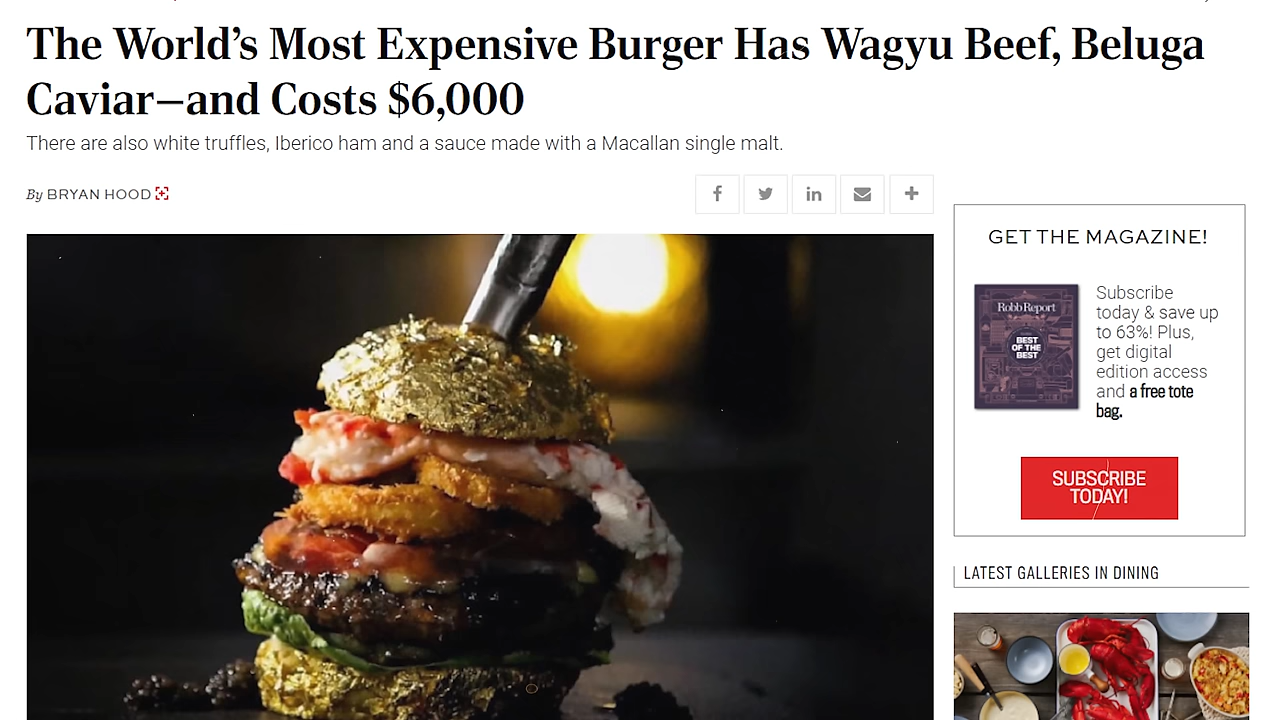 The World’s Most Expensive Burger Has Wagyu Beef, Beluga
Caviar—and Costs $6,000
There are also white truffles, Iberico ham and a sauce made with a Macallan single malt.
By BRYAN HOOD
GET THE MAGAZINE!
Robb Report
BEST
OF THE
BEST
Subscribe
today & save up
to 63%! Plus,
get digital
edition access
and a free tote
bag.
SUBSCRIBE
TODAY!
LATEST GALLERIES IN DINING